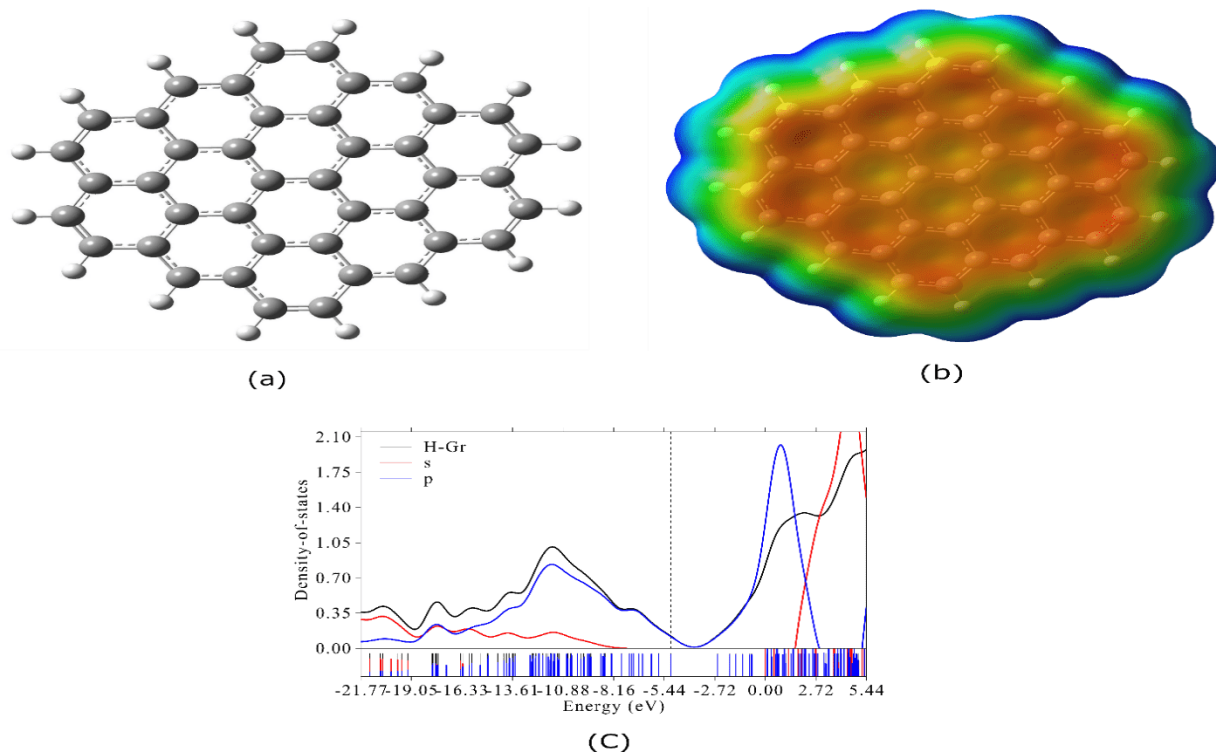 (a)
(b)
H-Gr
s
p
Density-of-states
2.10
1.75
1.40
1.05
0.70
0.35
0.00
-21.77 -19.05 -16.33 -13.61 -10.88 -8.16 -5.44 -2.72 0.00 2.72 5.44
Energy (eV)
(C)